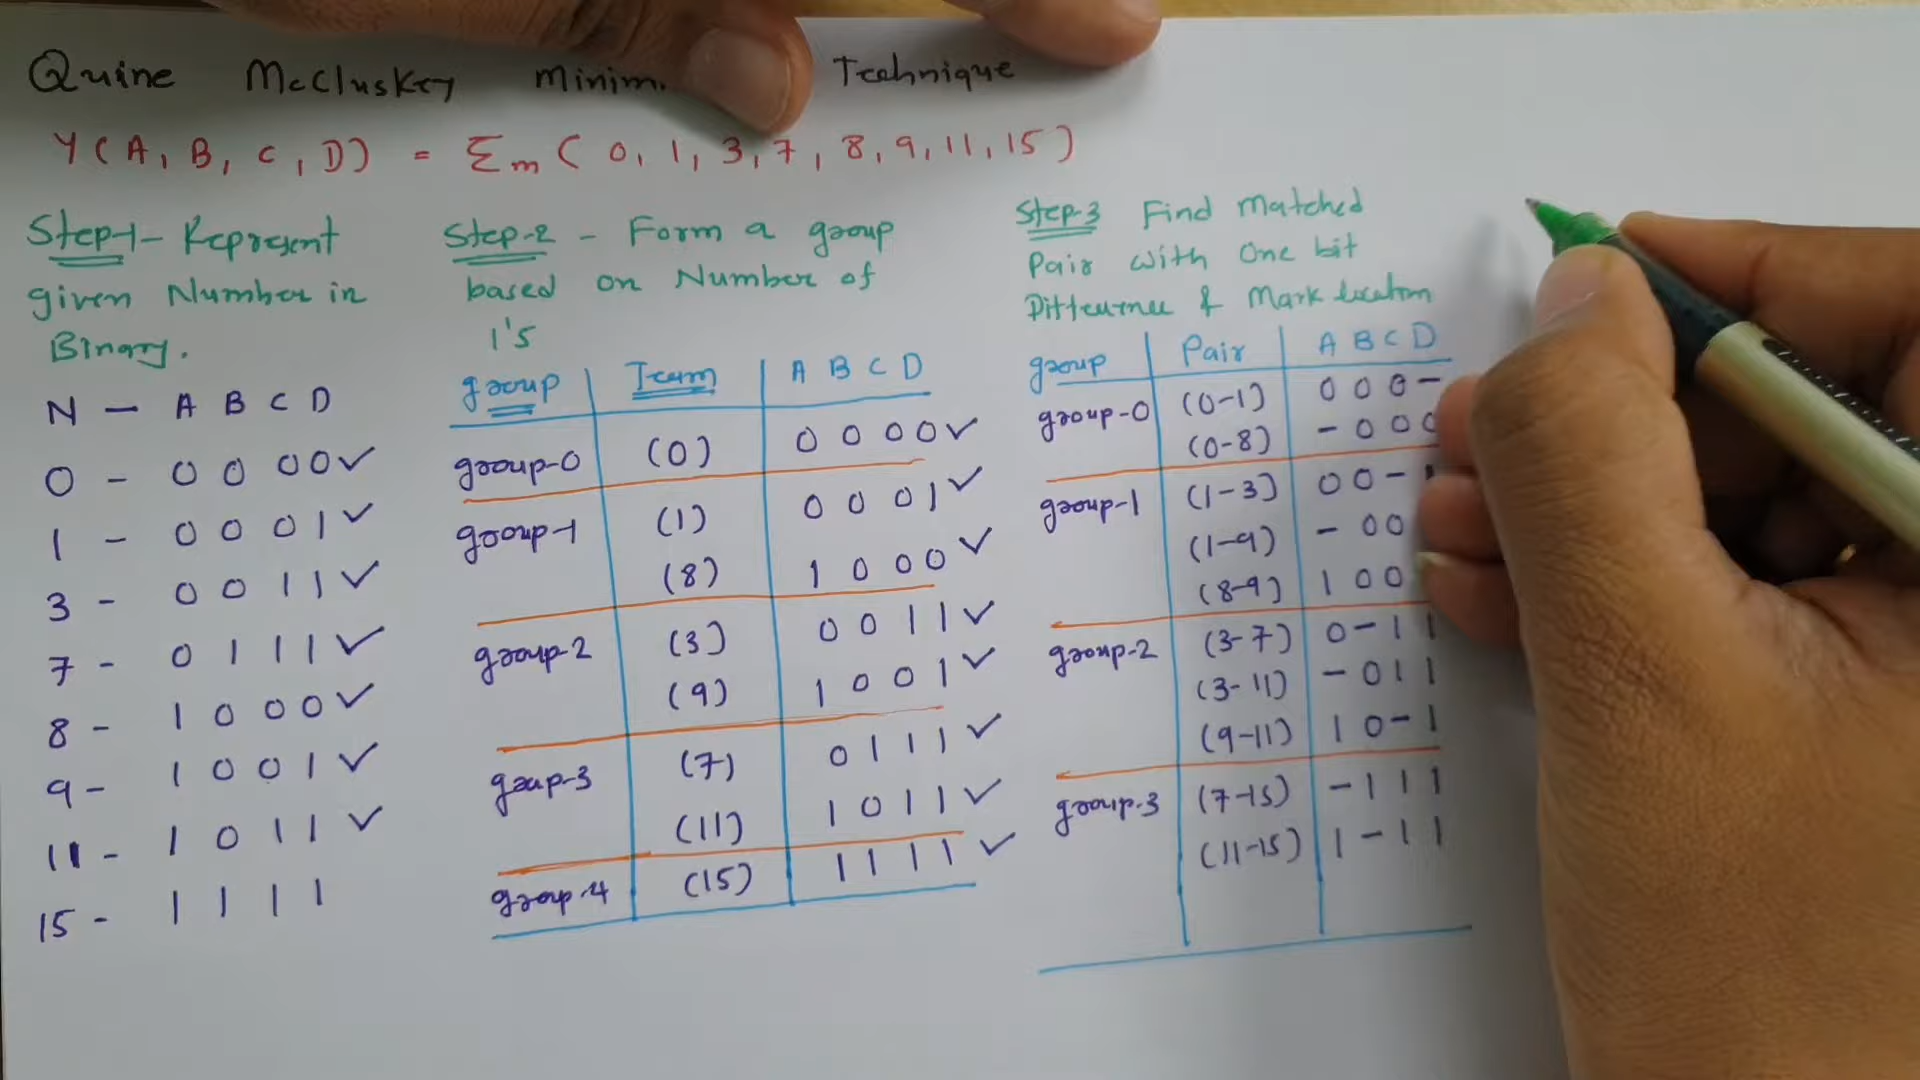 Quine McCluskey Minim. Technique
Y(A, B, C, D) = Σm ( 0, 1, 3, 7, 8, 9, 11, 15)
Step-1 - Represent
given Number in
Binary.
N - A B C D
0 - 0 0 0 0 ✓
1 - 0 0 0 1 ✓
3 - 0 0 1 1 ✓
7 - 0 1 1 1 ✓
8 - 1 0 0 0 ✓
9 - 1 0 0 1 ✓
11 - 1 0 1 1 ✓
15 - 1 1 1 1
Step-2 - Form a group
based on Number of
1's
group Term A B C D
group-0 (0) 0 0 0 0 ✓
group-1 (1) 0 0 0 1 ✓
(8) 1 0 0 0 ✓
group-2 (3) 0 0 1 1 ✓
(9) 1 0 0 1 ✓
group-3 (7) 0 1 1 1 ✓
(11) 1 0 1 1 ✓
group-4 (15) 1 1 1 1 ✓
Step-3 Find Matched
Pair with One bit
Differnce & Mark location
group Pair A B C D
group-0 (0-1) 0 0 0 -
(0-8) - 0 0 0
group-1 (1-3) 0 0 - 1
(1-9) - 0 0
(8-9) 1 0 0
group-2 (3-7) 0 - 1 1
(3-11) - 0 1 1
(9-11) 1 0 - 1
group-3 (7-15) - 1 1 1
(11-15) 1 - 1 1